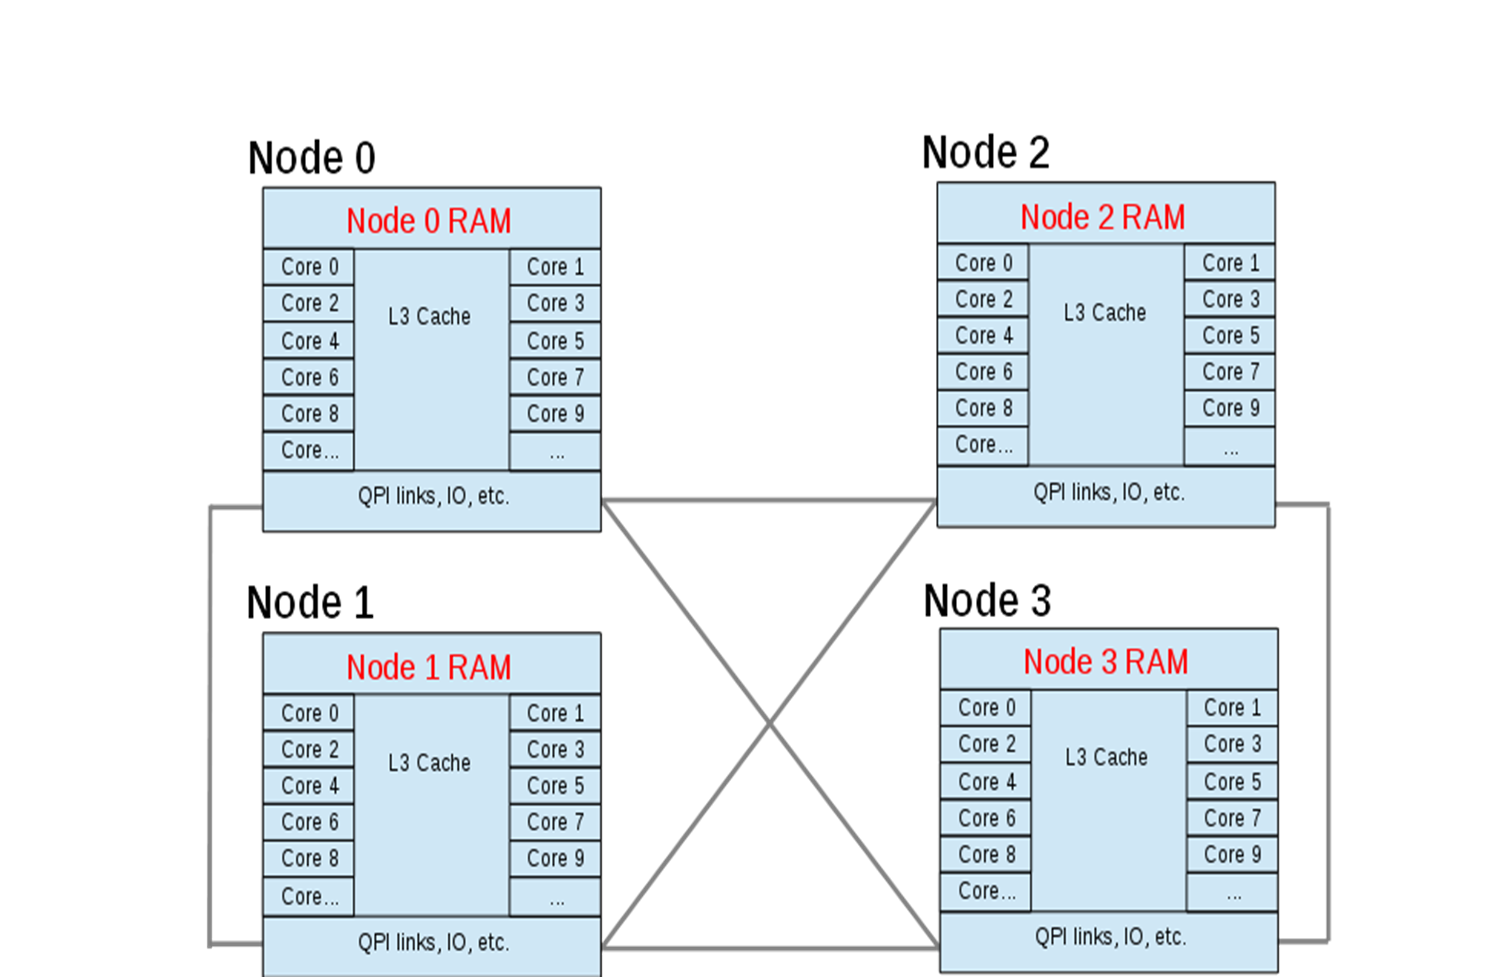 Node 0
Node 0 RAM
Core 0
Core 2
Core 4
Core 6
Core 8
Core...
L3 Cache
Core 1
Core 3
Core 5
Core 7
Core 9
...
QPI links, IO, etc.
Node 2
Node 2 RAM
Core 0
Core 2
Core 4
Core 6
Core 8
Core...
L3 Cache
Core 1
Core 3
Core 5
Core 7
Core 9
...
QPI links, IO, etc.
Node 1
Node 1 RAM
Core 0
Core 2
Core 4
Core 6
Core 8
Core...
L3 Cache
Core 1
Core 3
Core 5
Core 7
Core 9
...
QPI links, IO, etc.
Node 3
Node 3 RAM
Core 0
Core 2
Core 4
Core 6
Core 8
Core...
L3 Cache
Core 1
Core 3
Core 5
Core 7
Core 9
...
QPI links, IO, etc.